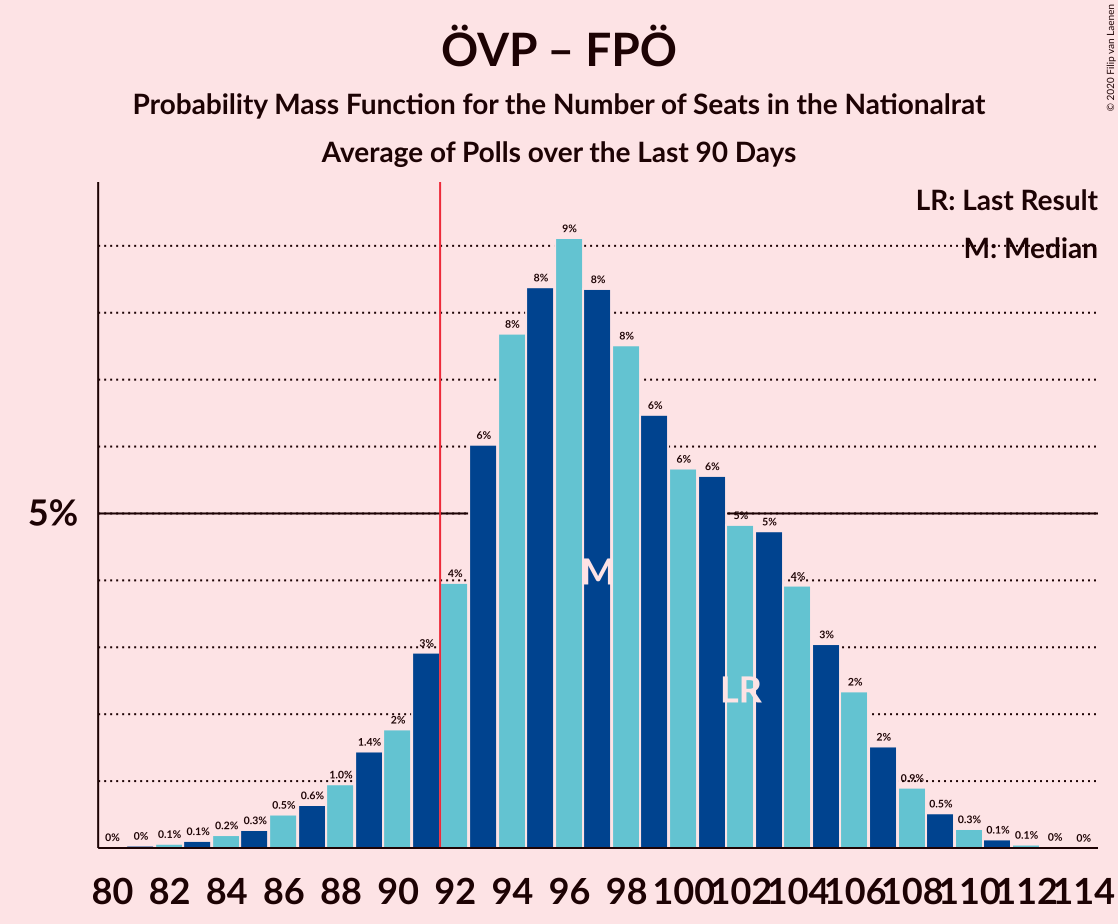 ÖVP – FPÖ
Probability Mass Function for the Number of Seats in the Nationalrat
Average of Polls over the Last 90 Days
© 2020 Filip van Laenen
LR: Last Result
M: Median
5%
0% 0% 0.1% 0.1% 0.2% 0.3% 0.5% 0.6% 1.0% 1.4% 2% 3% 4% 6% 8% 8% 9% 8% 8% 6% 6% 6% 5% 5% 4% 3% 2% 2% 0.9% 0.5% 0.3% 0.1% 0.1% 0% 0%
M
LR
80 82 84 86 88 90 92 94 96 98 100 102 104 106 108 110 112 114